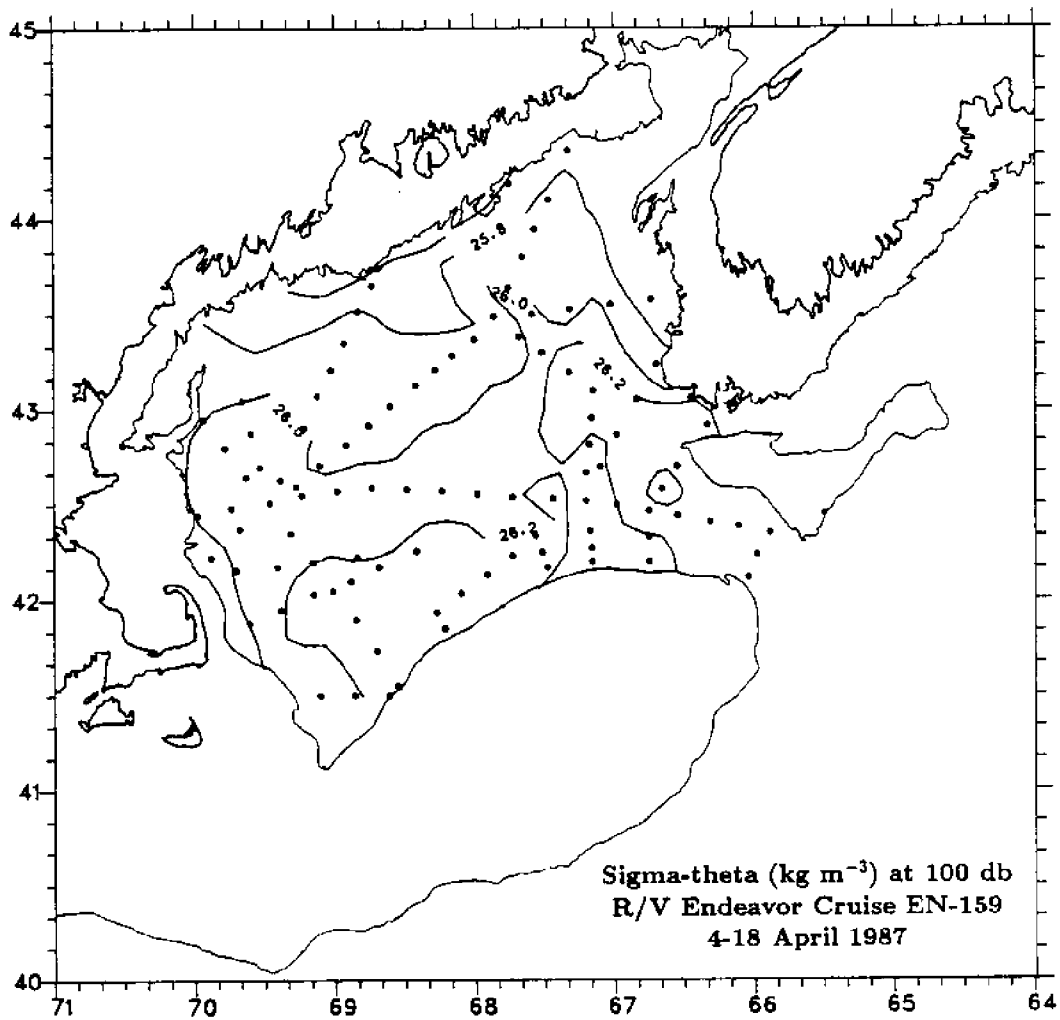 45
44
25.8
26.0
26.2
43
26.0
26.2
42
41
Sigma-theta (kg m⁻³) at 100 db
R/V Endeavor Cruise EN-159
4-18 April 1987
40
71 70 69 68 67 66 65 64